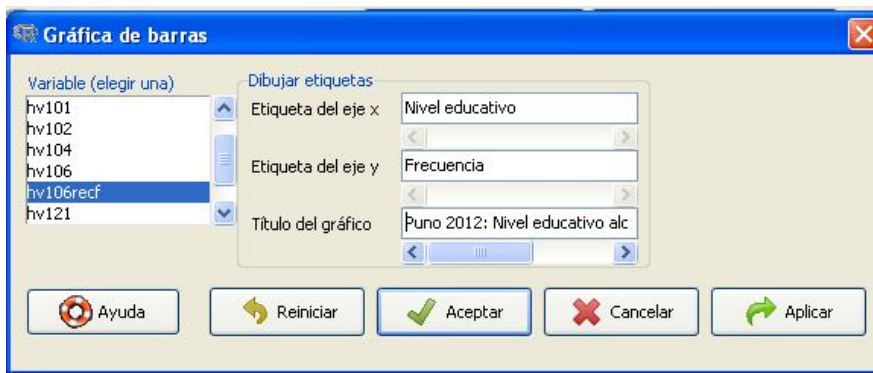 Gráfica de barras
Variable (elegir una)
hv101
hv102
hv104
hv106
hv106recf
hv121
Dibujar etiquetas
Etiqueta del eje x
Nivel educativo
Etiqueta del eje y
Frecuencia
Título del gráfico
Puno 2012: Nivel educativo alc
Ayuda
Reiniciar
Aceptar
Cancelar
Aplicar